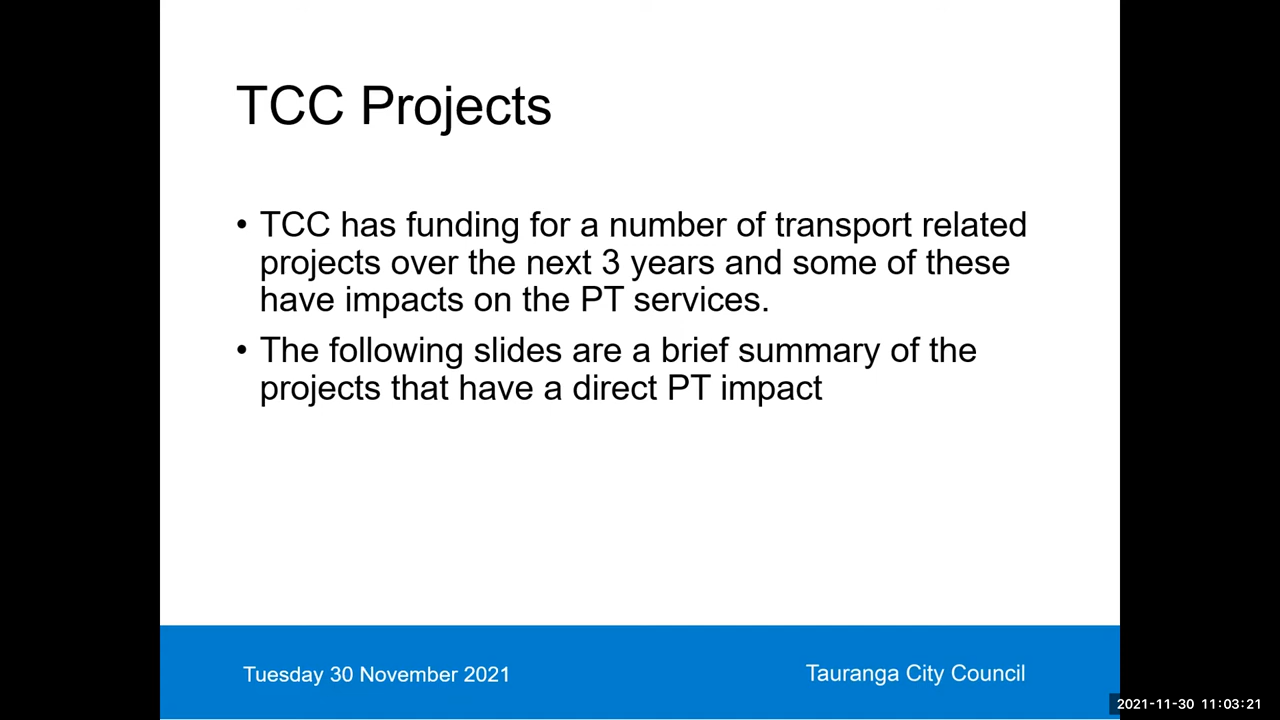 TCC Projects
• TCC has funding for a number of transport related
projects over the next 3 years and some of these
have impacts on the PT services.
• The following slides are a brief summary of the
projects that have a direct PT impact
Tuesday 30 November 2021
Tauranga City Council
2021-11-30 11:03:21